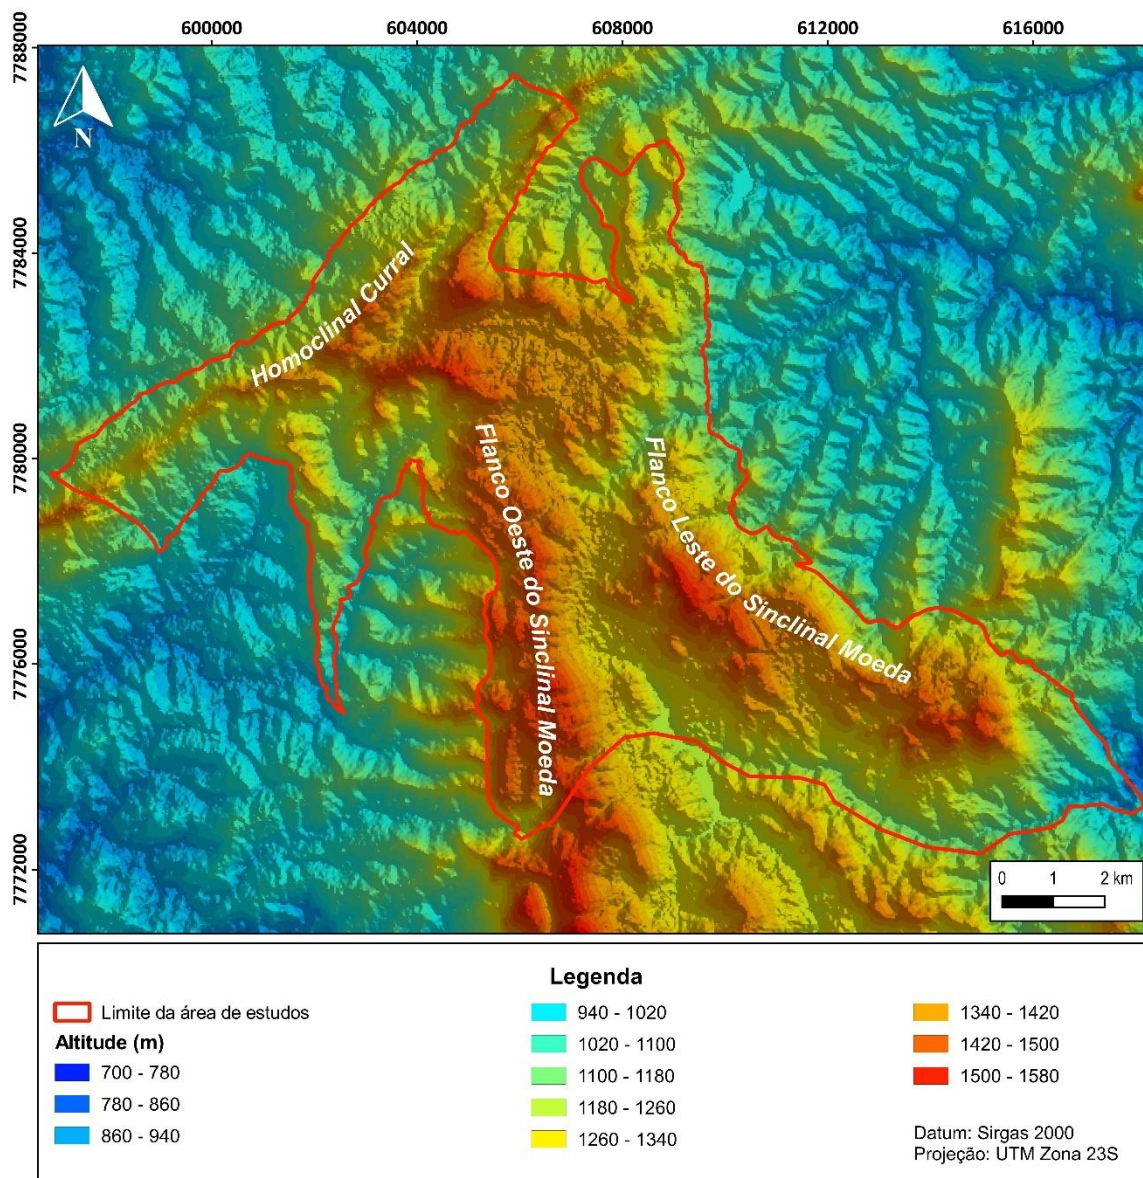 600000 604000 608000 612000 616000
7788000
7784000
7780000
7776000
7772000
N
Homoclinal Curral
Flanco Oeste do Sinclinal Moeda
Flanco Leste do Sinclinal Moeda
0 1 2 km
Legenda
Limite da área de estudos
Altitude (m)
700 - 780
780 - 860
860 - 940
940 - 1020
1020 - 1100
1100 - 1180
1180 - 1260
1260 - 1340
1340 - 1420
1420 - 1500
1500 - 1580
Datum: Sirgas 2000
Projeção: UTM Zona 23S